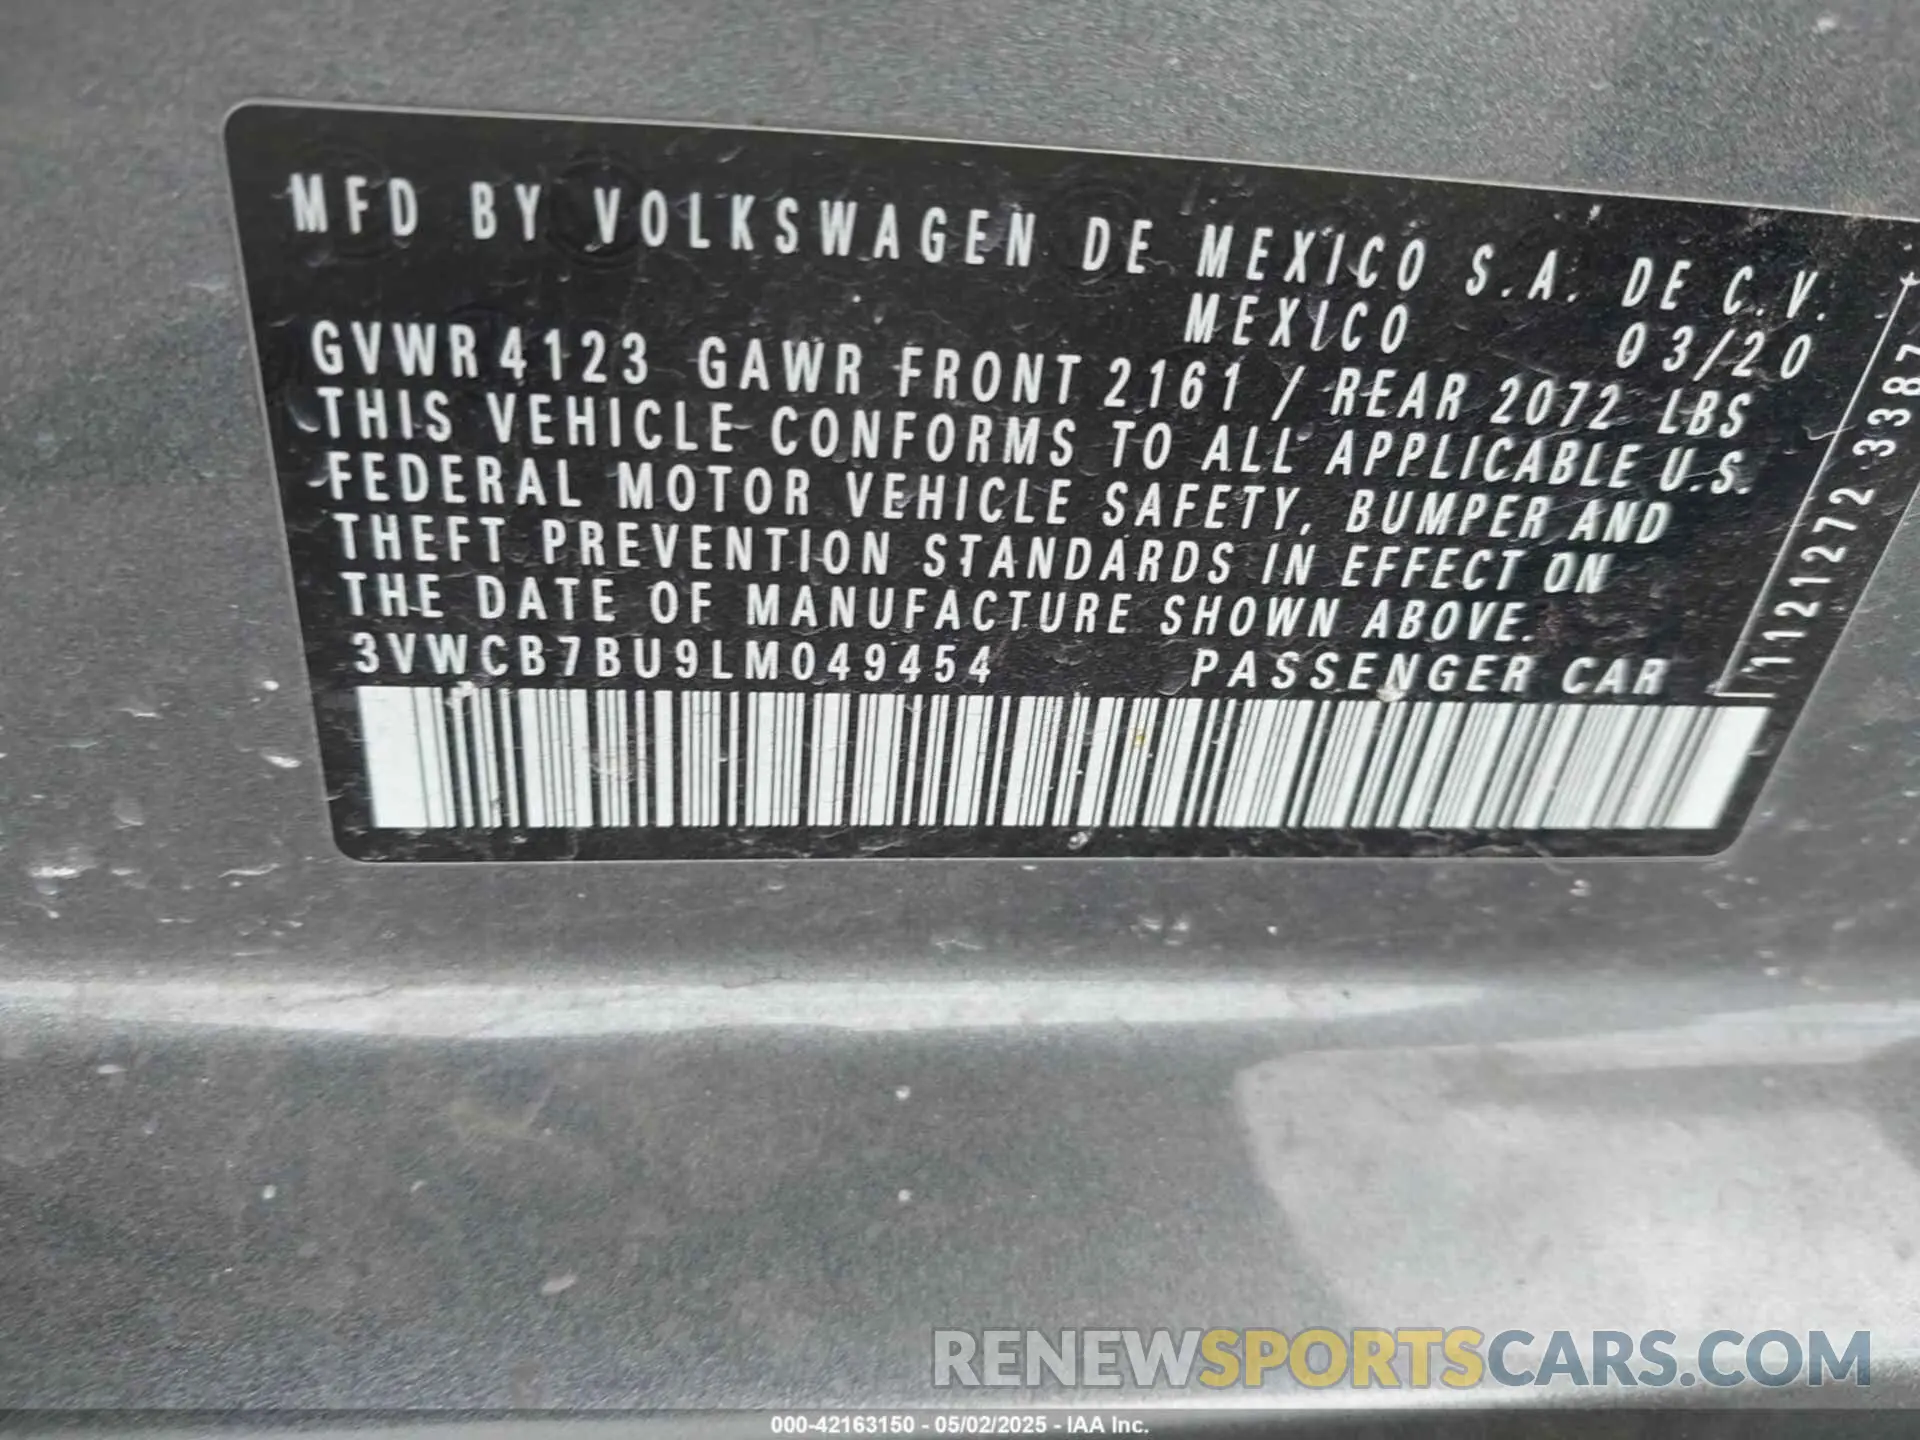 MFD BY VOLKSWAGEN DE MEXICO S.A. DE C.V.
MEXICO 03/20
GVWR 4123 GAWR FRONT 2161 / REAR 2072 LBS
THIS VEHICLE CONFORMS TO ALL APPLICABLE U.S.
FEDERAL MOTOR VEHICLE SAFETY, BUMPER AND
THEFT PREVENTION STANDARDS IN EFFECT ON
THE DATE OF MANUFACTURE SHOWN ABOVE.
3VWCB7BU9LM049454 PASSENGER CAR
1121272 3387
RENEWSPORTSCARS.COM
000-42163150 - 05/02/2025 - IAA Inc.